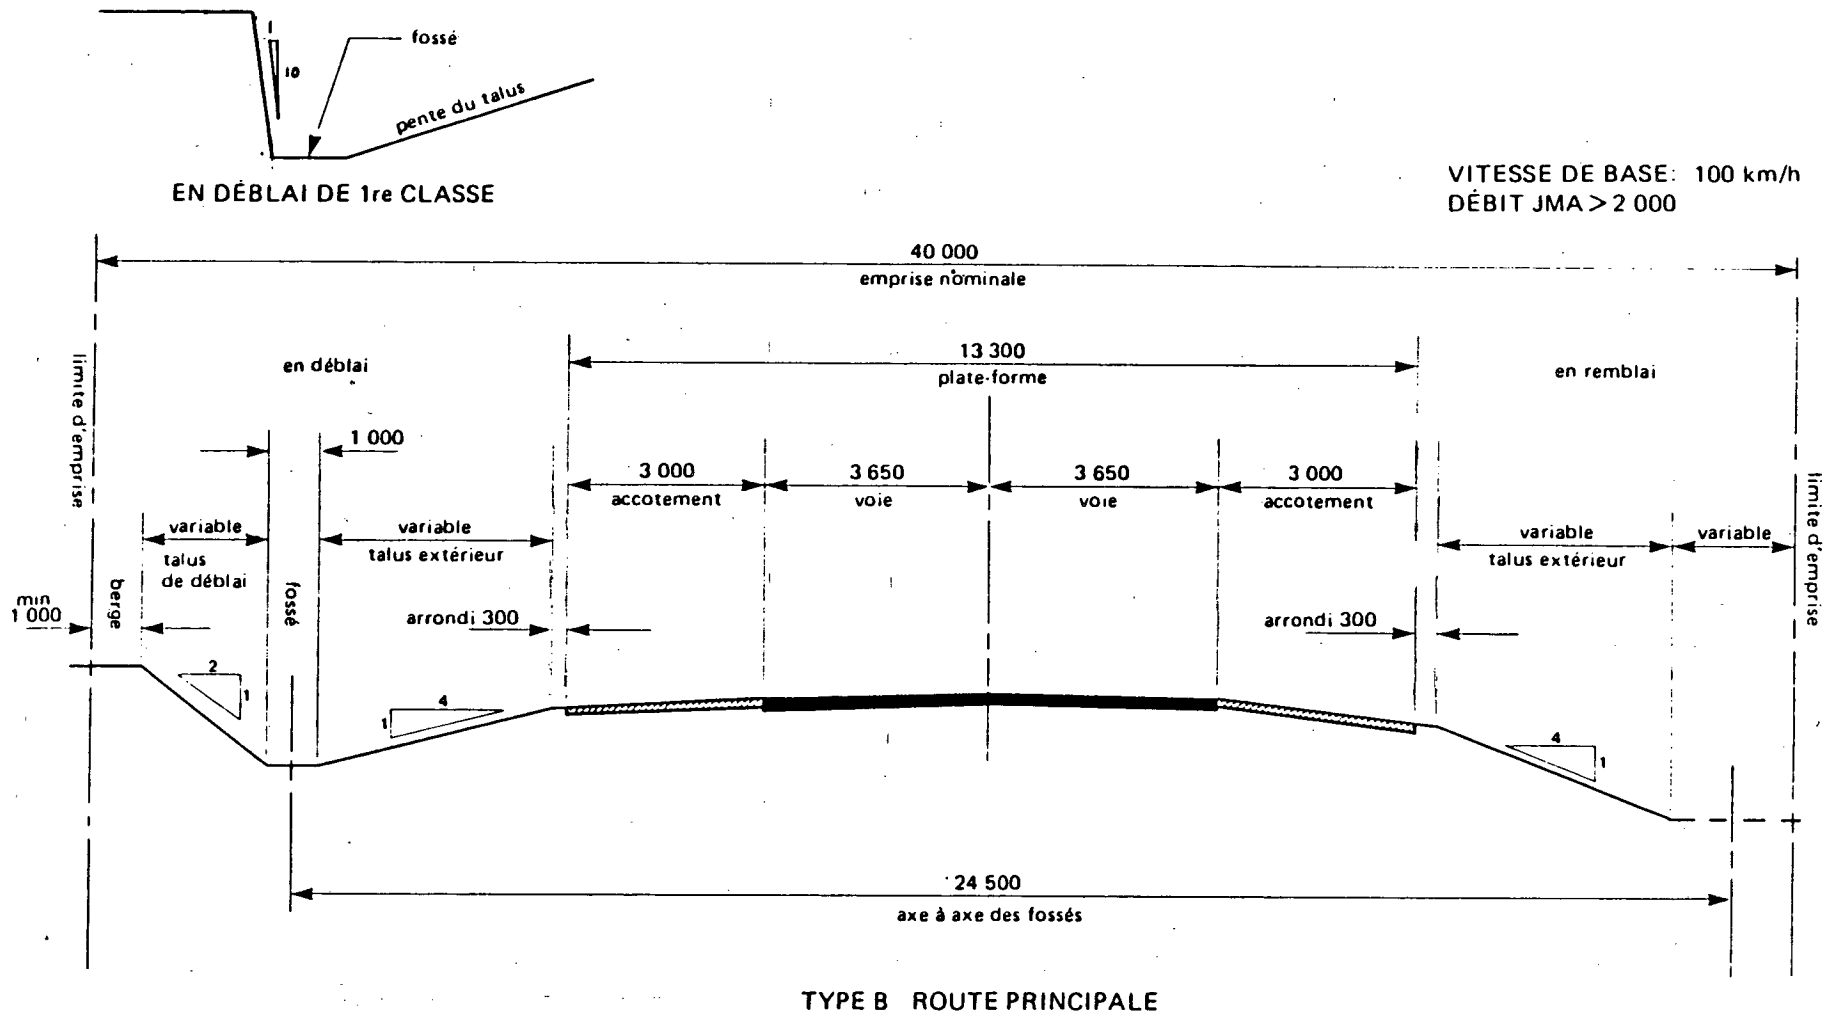 fossé
1
10
pente du talus
EN DÉBLAI DE 1re CLASSE
VITESSE DE BASE: 100 km/h
DÉBIT JMA > 2 000
40 000
emprise nominale
limite d'emprise
en déblai
13 300
plate-forme
en remblai
1 000
3 000
accotement
3 650
voie
3 650
voie
3 000
accotement
limite d'emprise
variable
talus
de déblai
variable
talus extérieur
variable
talus extérieur
variable
min
1 000
berge
fossé
arrondi 300
arrondi 300
2
1
4
1
4
1
24 500
axe à axe des fossés
TYPE B ROUTE PRINCIPALE